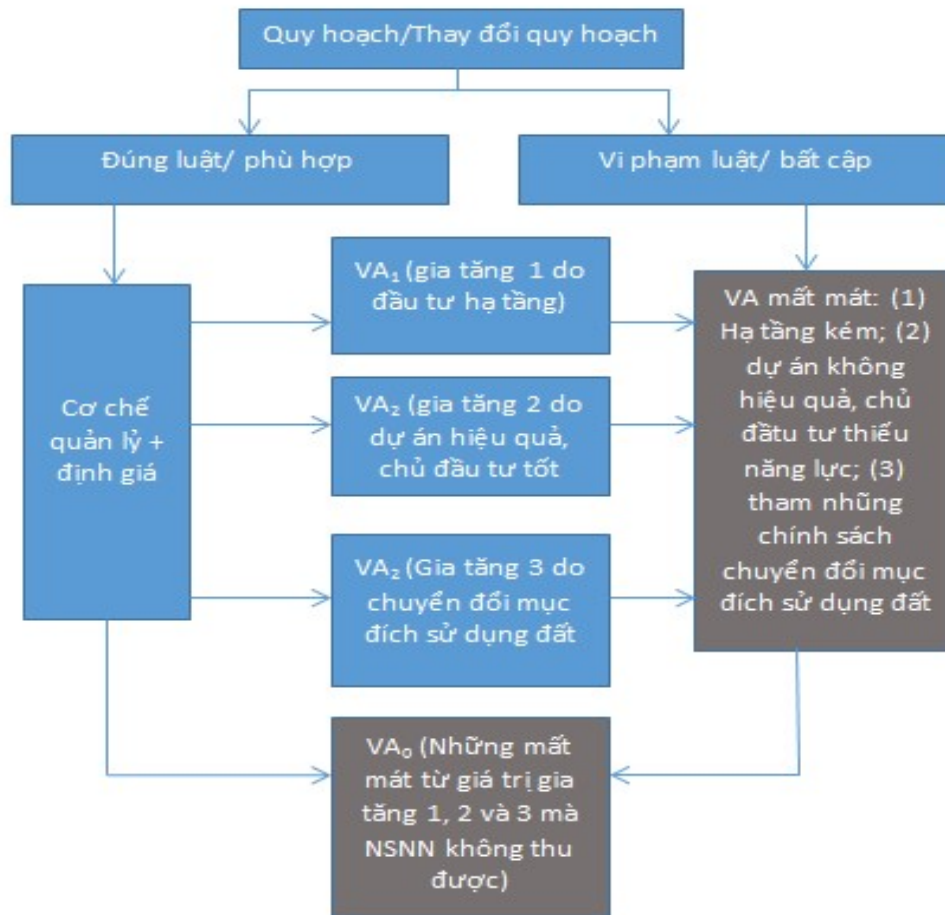 Quy hoạch/Thay đổi quy hoạch
Đúng luật/ phù hợp
Vi phạm luật/ bất cập
Cơ chế
quản lý +
định giá
VA₁ (gia tăng 1 do
đầu tư hạ tầng)
VA₂ (gia tăng 2 do
dự án hiệu quả,
chủ đầu tư tốt
VA₂ (Gia tăng 3 do
chuyển đổi mục
đích sử dụng đất
VA mất mát: (1)
Hạ tầng kém; (2)
dự án không
hiệu quả, chủ
đầtu tư thiếu
năng lực; (3)
tham nhũng
chính sách
chuyển đổi mục
đích sử dụng đất
VA₀ (Những mất
mát từ giá trị gia
tăng 1, 2 và 3 mà
NSNN không thu
được)